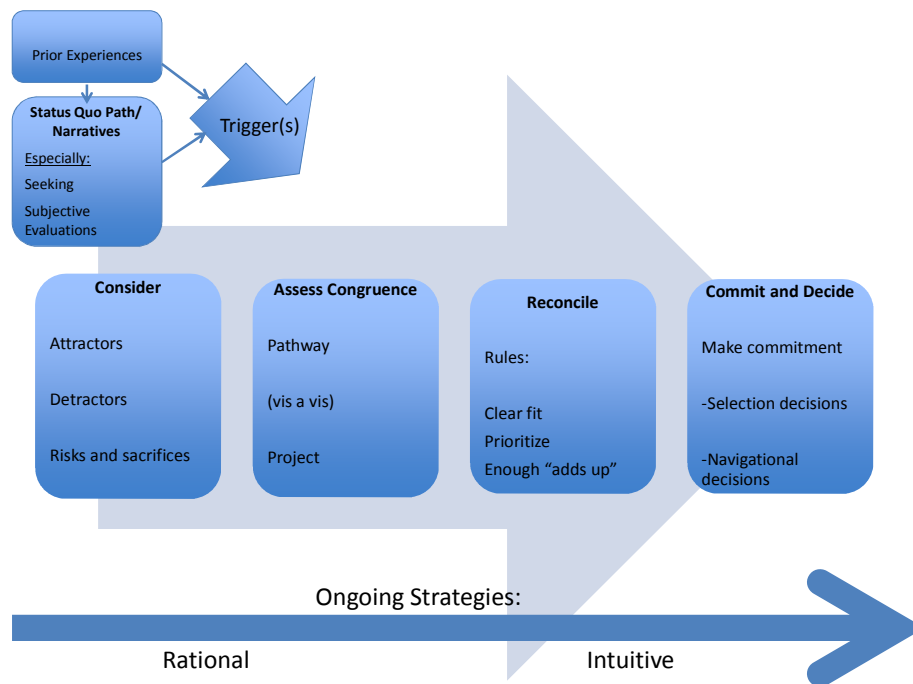 Prior Experiences
Status Quo Path/
Narratives
Especially:
Seeking
Subjective
Evaluations
Trigger(s)
Consider
Attractors
Detractors
Risks and sacrifices
Assess Congruence
Pathway
(vis a vis)
Project
Reconcile
Rules:
Clear fit
Prioritize
Enough “adds up”
Commit and Decide
Make commitment
-Selection decisions
-Navigational
decisions
Ongoing Strategies:
Rational
Intuitive